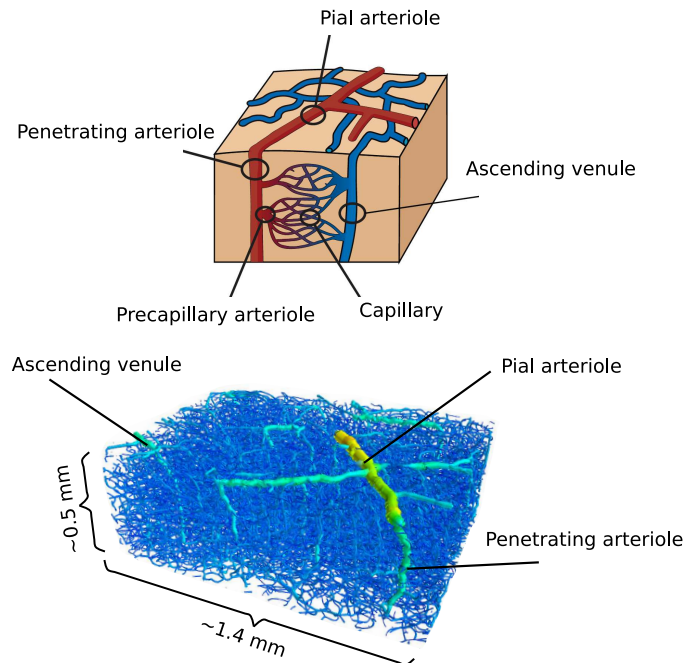 Pial arteriole
Penetrating arteriole
Ascending venule
Precapillary arteriole
Capillary
Ascending venule
Pial arteriole
~0.5 mm
Penetrating arteriole
~1.4 mm